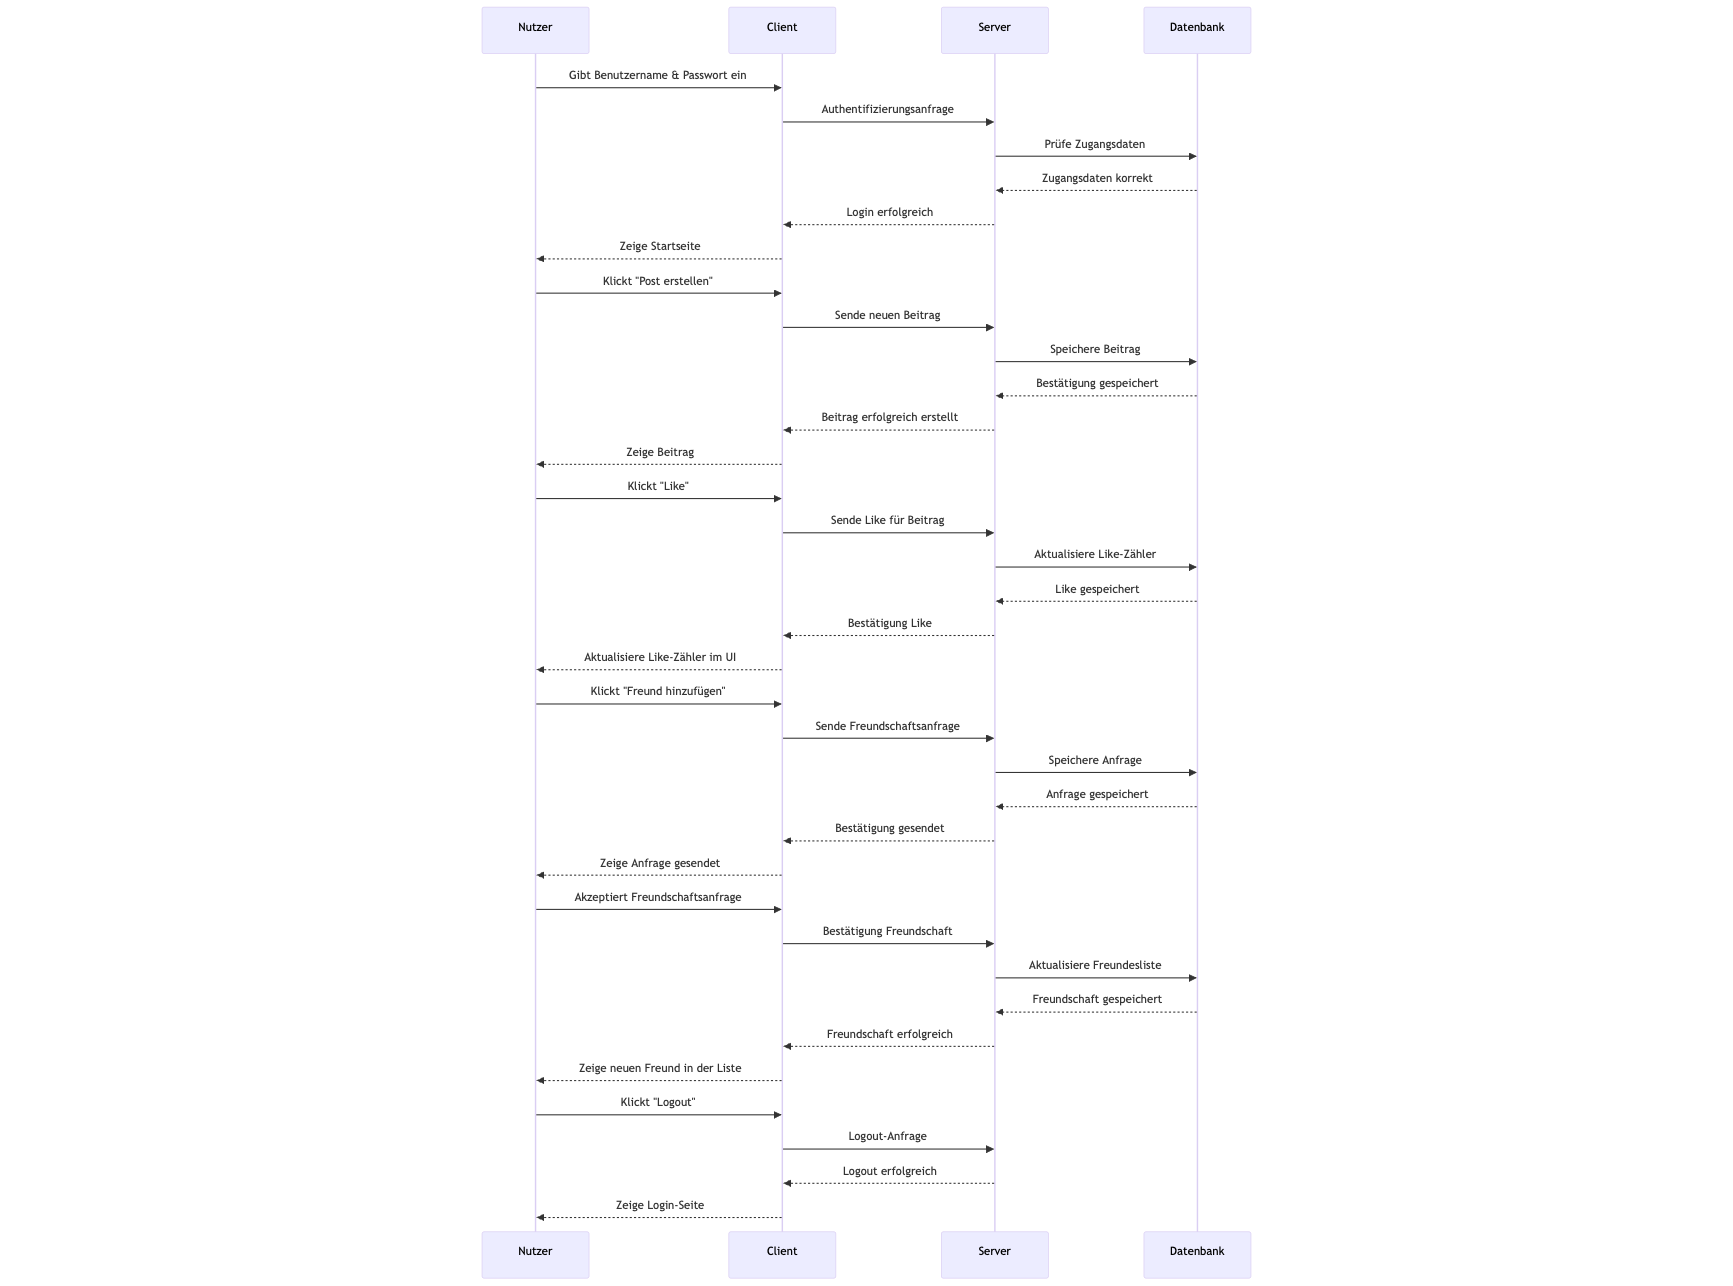 Nutzer
Client
Server
Datenbank
Gibt Benutzername & Passwort ein
Authentifizierungsanfrage
Prüfe Zugangsdaten
Zugangsdaten korrekt
Login erfolgreich
Zeige Startseite
Klickt "Post erstellen"
Sende neuen Beitrag
Speichere Beitrag
Bestätigung gespeichert
Beitrag erfolgreich erstellt
Zeige Beitrag
Klickt "Like"
Sende Like für Beitrag
Aktualisiere Like-Zähler
Like gespeichert
Bestätigung Like
Aktualisiere Like-Zähler im UI
Klickt "Freund hinzufügen"
Sende Freundschaftsanfrage
Speichere Anfrage
Anfrage gespeichert
Bestätigung gesendet
Zeige Anfrage gesendet
Akzeptiert Freundschaftsanfrage
Bestätigung Freundschaft
Aktualisiere Freundesliste
Freundschaft gespeichert
Freundschaft erfolgreich
Zeige neuen Freund in der Liste
Klickt "Logout"
Logout-Anfrage
Logout erfolgreich
Zeige Login-Seite
Nutzer
Client
Server
Datenbank